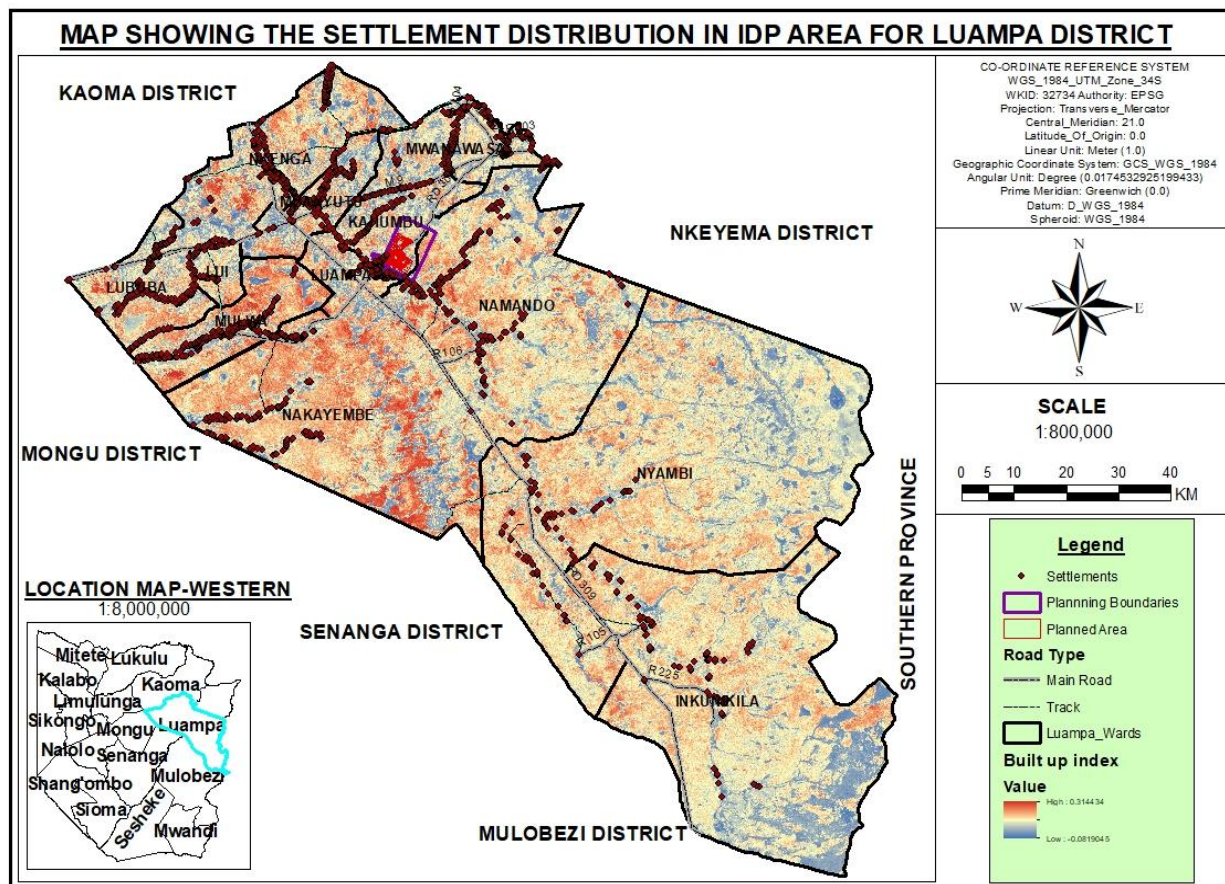 MAP SHOWING THE SETTLEMENT DISTRIBUTION IN IDP AREA FOR LUAMPA DISTRICT
KAOMA DISTRICT
NKENGA
MWANAWASA
KAHUMBU
NKEYEMA DISTRICT
LUAMPA
LUI
MULWA
NAMANDO
R106
NAKAYEMBE
MONGU DISTRICT
NYAMBI
SOUTHERN PROVINCE
RD309
SENANGA DISTRICT
R105
R225
MULOBEZI DISTRICT
CO-ORDINATE REFERENCE SYSTEM
WGS_1984_UTM_Zone_34S
WKID: 32734 Authority: EPSG
Projection: Transverse_Mercator
Central_Meridian: 21.0
Latitude_Of_Origin: 0.0
Linear Unit: Meter (1.0)
Geographic Coordinate System: GCS_WGS_1984
Angular Unit: Degree (0.0174532925199433)
Prime Meridian: Greenwich (0.0)
Datum: D_WGS_1984
Spheroid: WGS_1984
N
W
E
S
SCALE
1:800,000
0 5 10 20 30 40
KM
Legend
Settlements
Plannning Boundaries
Planned Area
Road Type
Main Road
Track
Luampa_Wards
Built up index
Value
High : 0.314434
Low : -0.0819045
LOCATION MAP-WESTERN
1:8,000,000
Mitete
Lukulu
Kalabo
Kaoma
Limulunga
Sikongo
Mongu
Luampa
Nalolo
Senanga
Mulobezi
Shang'ombo
Sioma
Sesheke
Mwandi